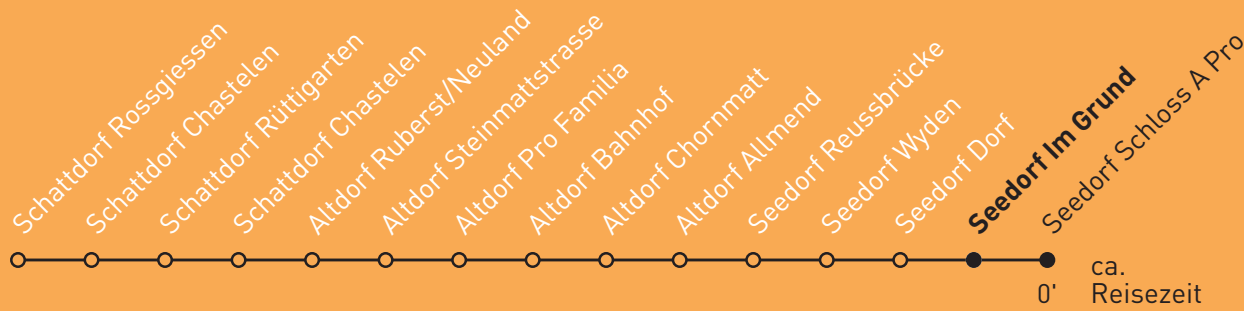 Schattdorf Rossgiessen
Schattdorf Chastelen
Schattdorf Rüttigarten
Schattdorf Chastelen
Altdorf Ruberst/Neuland
Altdorf Steinmattstrasse
Altdorf Pro Familia
Altdorf Bahnhof
Altdorf Chornmatt
Altdorf Allmend
Seedorf Reussbrücke
Seedorf Wyden
Seedorf Dorf
Seedorf Im Grund
Seedorf Schloss A Pro
ca.
0' Reisezeit